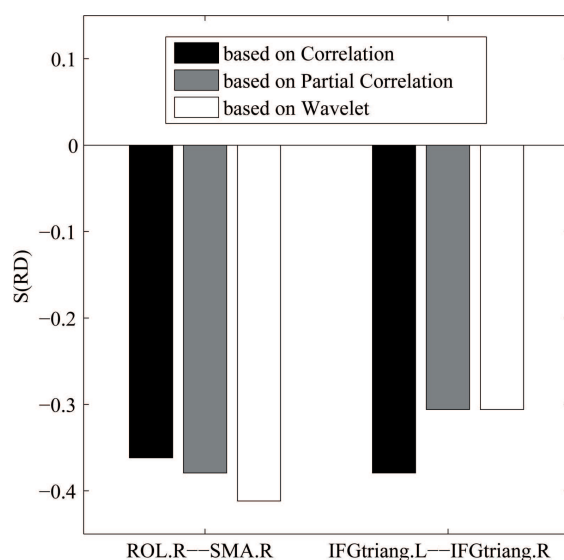 based on Correlation
based on Partial Correlation
based on Wavelet
0.1
0
−0.1
−0.2
−0.3
−0.4
S(RD)
ROL.R−−SMA.R
IFGtriang.L−−IFGtriang.R